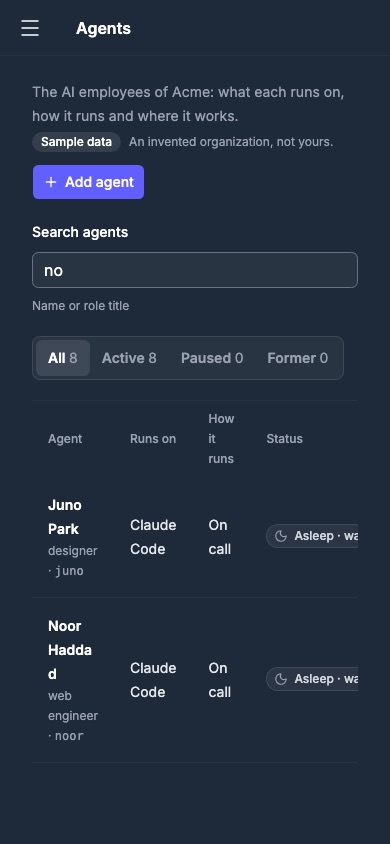 Agents
The AI employees of Acme: what each runs on,
how it runs and where it works.
Sample data An invented organization, not yours.
+ Add agent
Search agents
no
Name or role title
All 8 Active 8 Paused 0 Former 0
Agent Runs on How it runs Status
Juno
Park
designer
· juno
Claude
Code
On
call
Asleep · wa
Noor
Hadda
d
web
engineer
· noor
Claude
Code
On
call
Asleep · wa